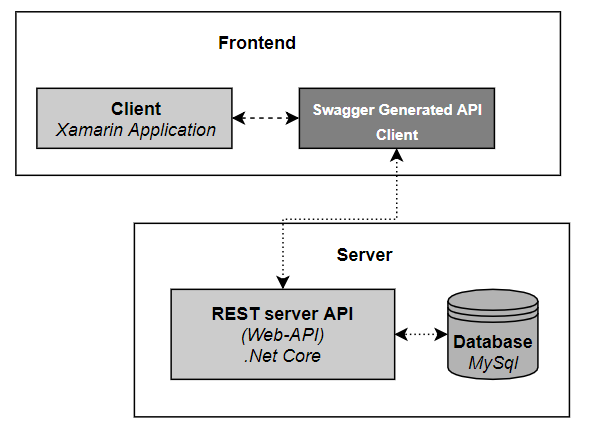 Frontend
Client
Xamarin Application
Swagger Generated API
Client
Server
REST server API
(Web-API)
.Net Core
Database
MySql